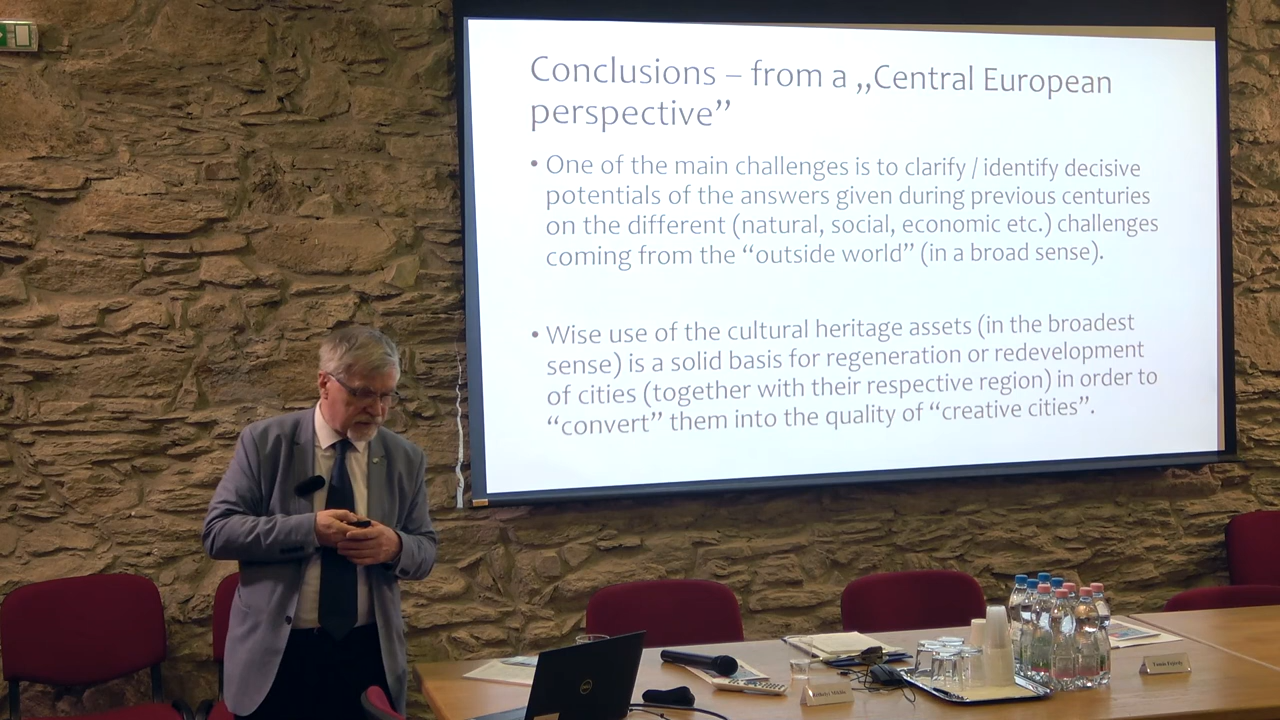 Conclusions – from a „Central European
perspective”
• One of the main challenges is to clarify / identify decisive
potentials of the answers given during previous centuries
on the different (natural, social, economic etc.) challenges
coming from the “outside world” (in a broad sense).
• Wise use of the cultural heritage assets (in the broadest
sense) is a solid basis for regeneration or redevelopment
of cities (together with their respective region) in order to
“convert” them into the quality of “creative cities”.
DELL